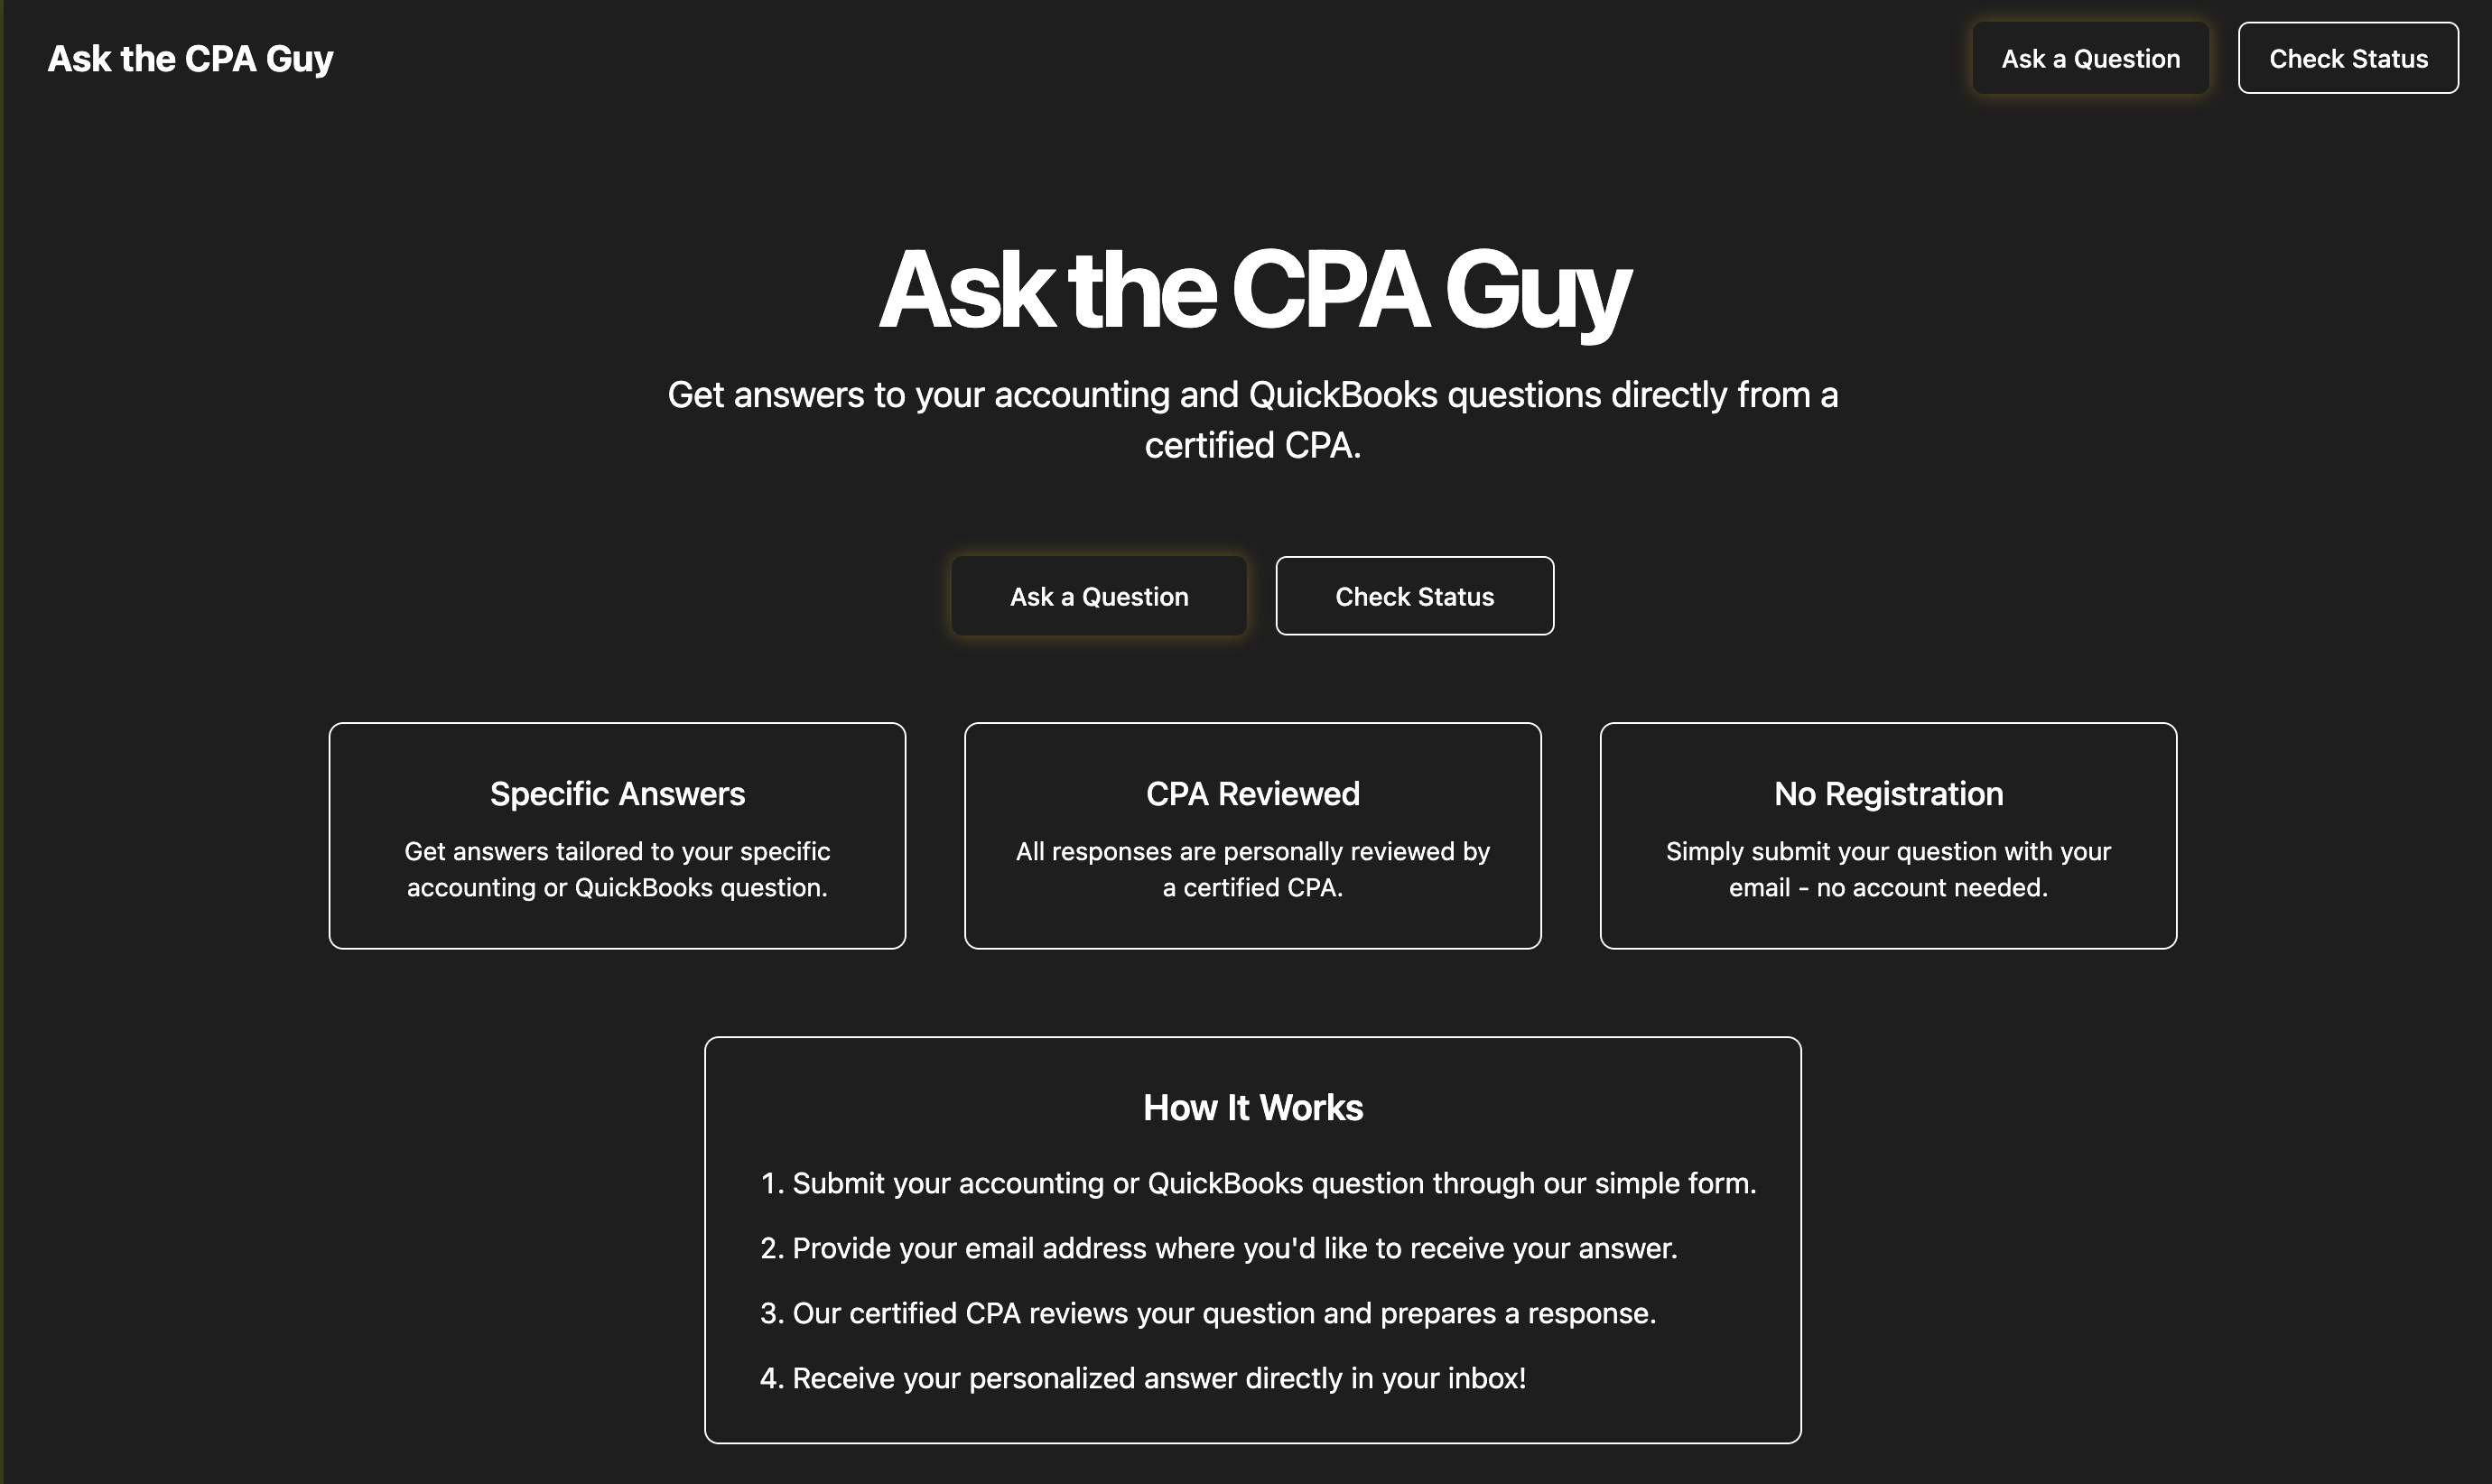 Ask the CPA Guy
Ask a Question
Check Status
Ask the CPA Guy
Get answers to your accounting and QuickBooks questions directly from a
certified CPA.
Ask a Question
Check Status
Specific Answers
Get answers tailored to your specific
accounting or QuickBooks question.
CPA Reviewed
All responses are personally reviewed by
a certified CPA.
No Registration
Simply submit your question with your
email - no account needed.
How It Works
1. Submit your accounting or QuickBooks question through our simple form.
2. Provide your email address where you'd like to receive your answer.
3. Our certified CPA reviews your question and prepares a response.
4. Receive your personalized answer directly in your inbox!